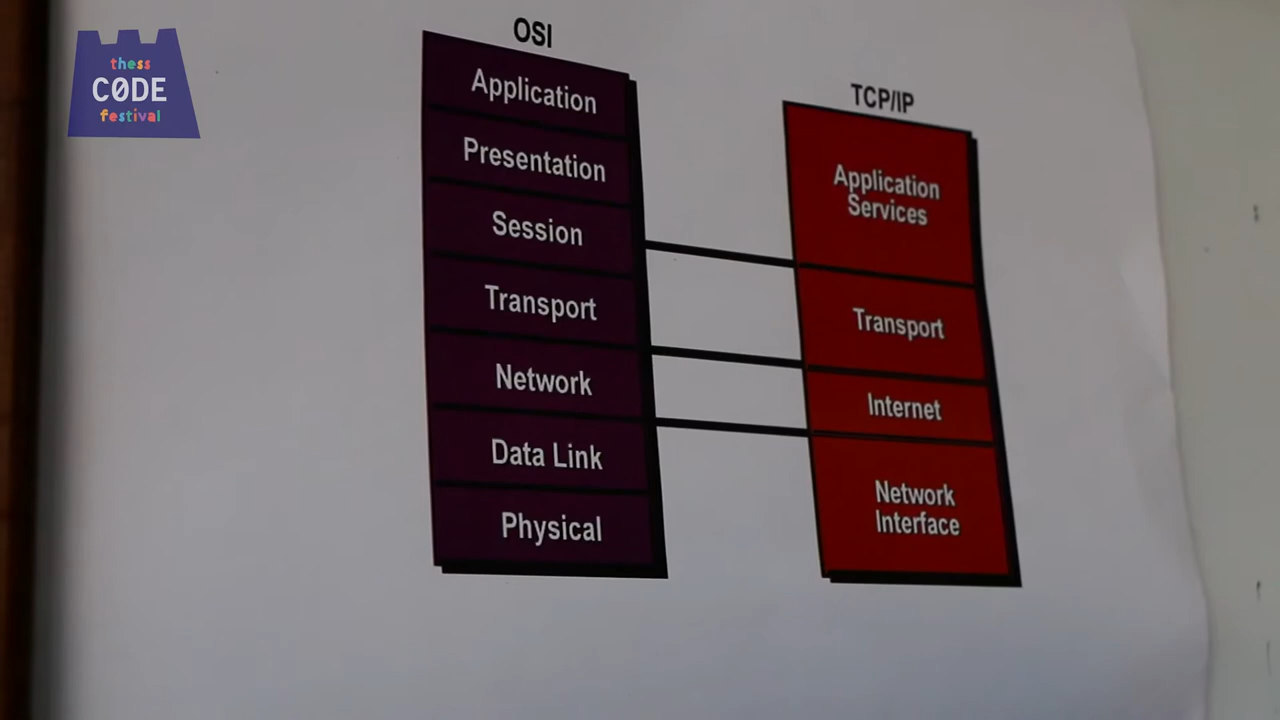 thess
CØDE
festival
OSI
Application
Presentation
Session
Transport
Network
Data Link
Physical
TCP/IP
Application
Services
Transport
Internet
Network
Interface